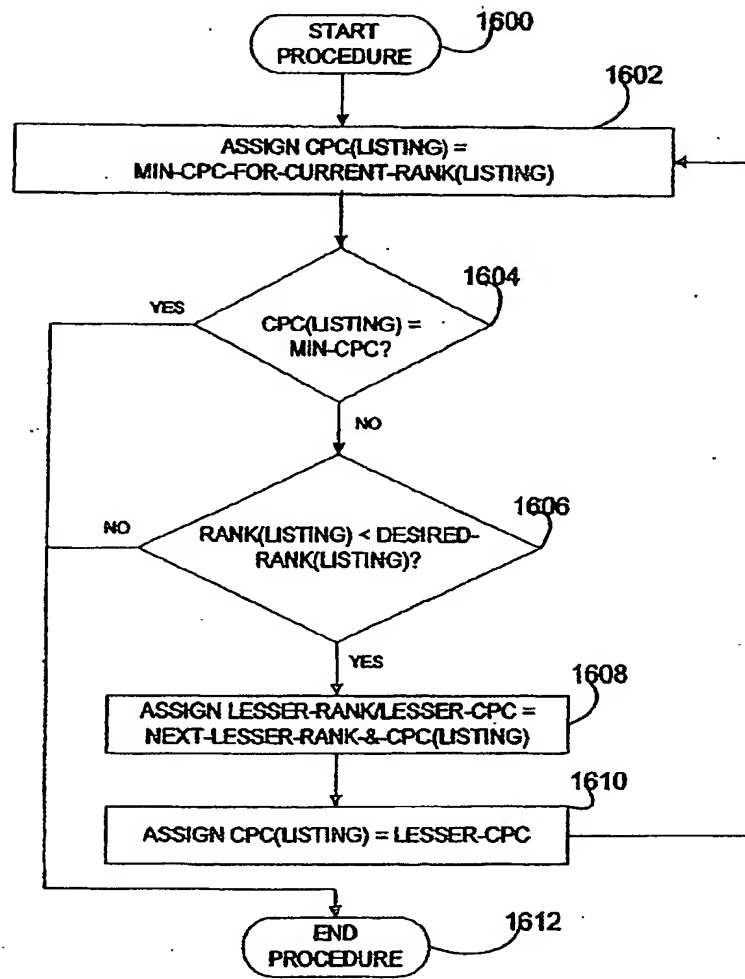 START
PROCEDURE
1600
1602
ASSIGN CPC(LISTING) =
MIN-CPC-FOR-CURRENT-RANK(LISTING)
1604
YES
CPC(LISTING) =
MIN-CPC?
NO
1606
NO
RANK(LISTING) < DESIRED-
RANK(LISTING)?
YES
1608
ASSIGN LESSER-RANK/LESSER-CPC =
NEXT-LESSER-RANK-&-CPC(LISTING)
1610
ASSIGN CPC(LISTING) = LESSER-CPC
END
PROCEDURE
1612